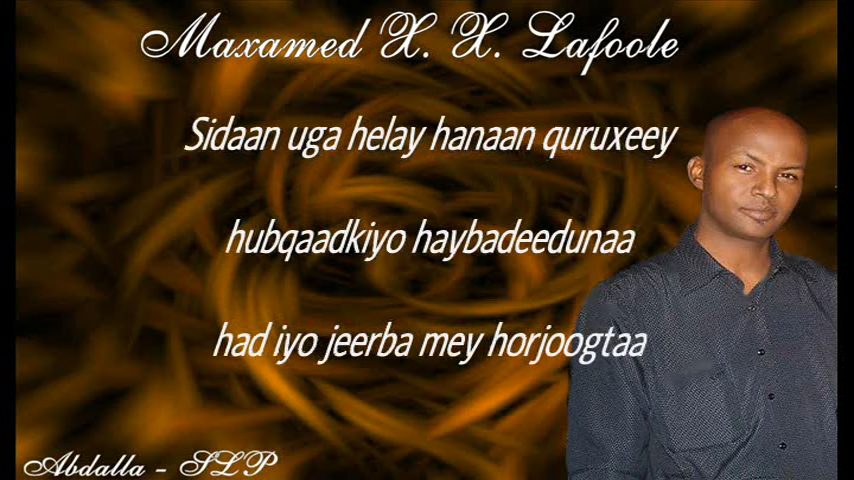 Maxamed X. X. Lafoole
Sidaan uga helay hanaan quruxeey
hubqaadkiyo haybadeedunaa
had iyo jeerba mey horjoogtaa
Abdalla - SLP